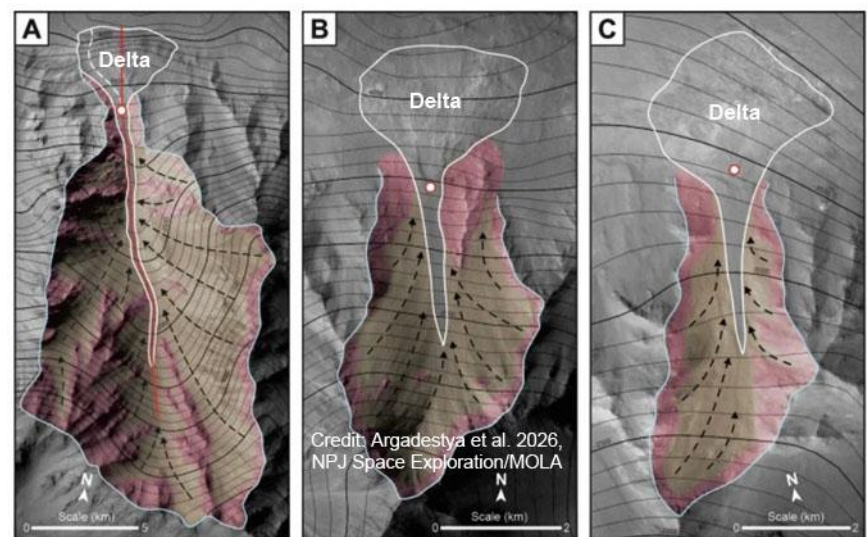 A
Delta
N
Scale (km)
0 5
B
Delta
Credit: Argadestya et al. 2026,
NPJ Space Exploration/MOLA
N
Scale (km)
0 2
C
Delta
N
Scale (km)
0 2